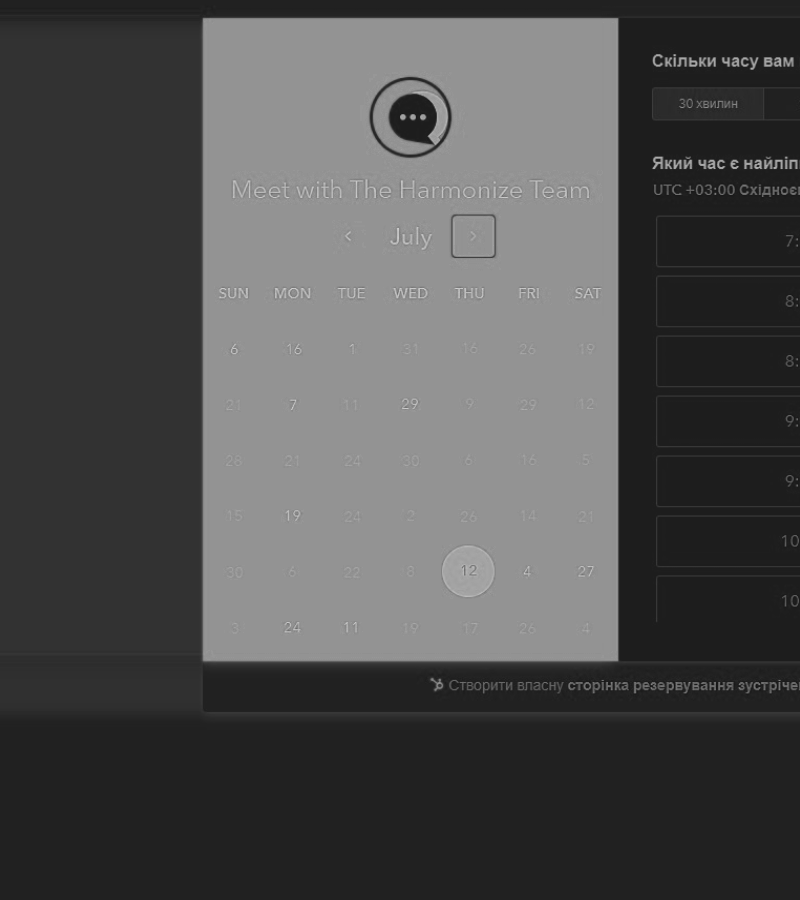 Meet with The Harmonize Team
July
SUN MON TUE WED THU FRI SAT
6 16 1 31 16 26 19
21 7 11 29 9 29 12
28 21 24 30 6 16 5
15 19 24 2 26 14 21
30 6 22 8 12 4 27
3 24 11 19 17 26 4
Скільки часу вам
30 хвилин
Який час є найліп
UTC +03:00 Східноє
7:
8:
8:
9:
9:
10
10
Створити власну сторінка резервування зустріче